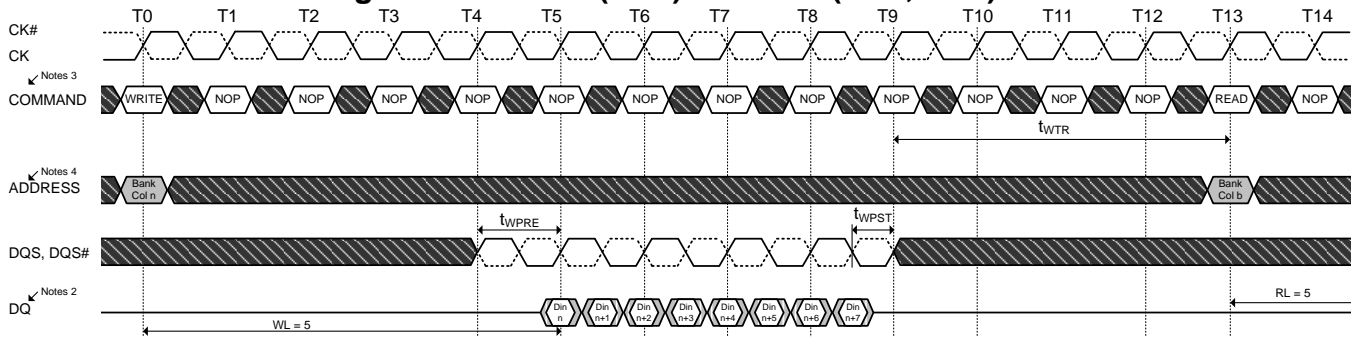 T0 T1 T2 T3 T4 T5 T6 T7 T8 T9 T10 T11 T12 T13 T14
CK#
CK
Notes 3
COMMAND WRITE NOP NOP NOP NOP NOP NOP NOP NOP NOP NOP NOP NOP READ NOP
tWTR
Notes 4
ADDRESS Bank Col n Bank Col b
tWPRE tWPST
DQS, DQS#
Notes 2
DQ Din n Din n+1 Din n+2 Din n+3 Din n+4 Din n+5 Din n+6 Din n+7
RL = 5
WL = 5